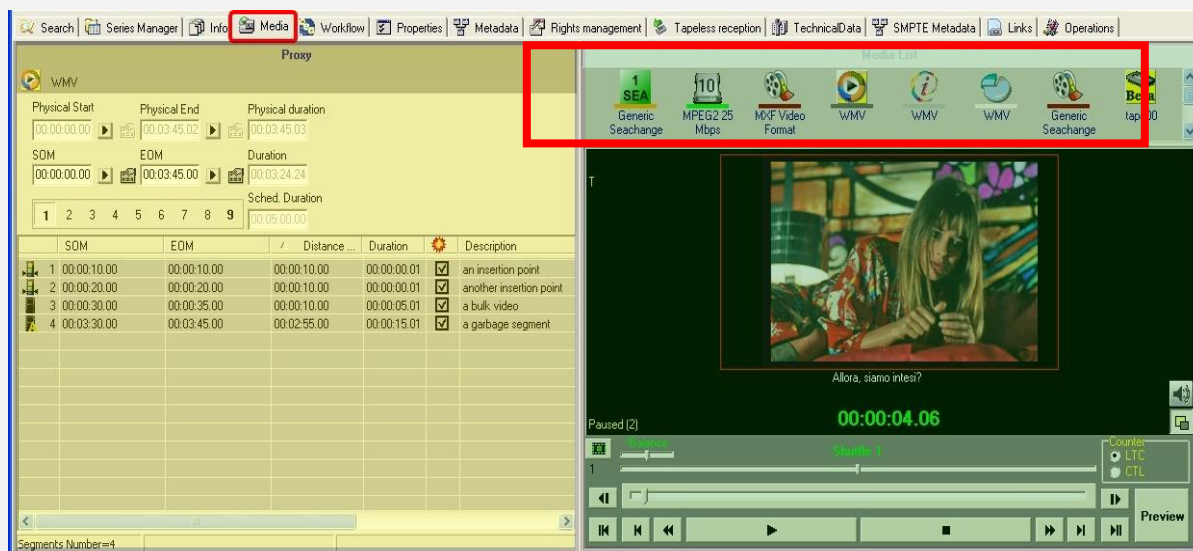 Search Series Manager Info Media Workflow Properties Metadata Rights management Tapeless reception TechnicalData SMPTE Metadata Links Operations
Proxy
WMV
Physical Start Physical End Physical duration
00:00:00.00 00:03:45.02 00:03:45.03
SOM EOM Duration
00:00:00.00 00:03:45.00 00:03:24.24
Sched. Duration
1 2 3 4 5 6 7 8 9 00:05:00.00
SOM EOM / Distance ... Duration Description
1 00:00:10.00 00:00:10.00 00:00:10.00 00:00:00.01 an insertion point
2 00:00:20.00 00:00:20.00 00:00:10.00 00:00:00.01 another insertion point
3 00:00:30.00 00:00:35.00 00:00:10.00 00:00:05.01 a bulk video
4 00:03:30.00 00:03:45.00 00:02:55.00 00:00:15.01 a garbage segment
Segments Number=4
Media List
1 SEA
10
Beta
Generic Seachange
MPEG2 25 Mbps
MXF Video Format
WMV
WMV
WMV
Generic Seachange
T
Allora, siamo intesi?
Paused (2) 00:00:04.06
Balance
Shuttle 1
1
Counter
LTC
CTL
Preview